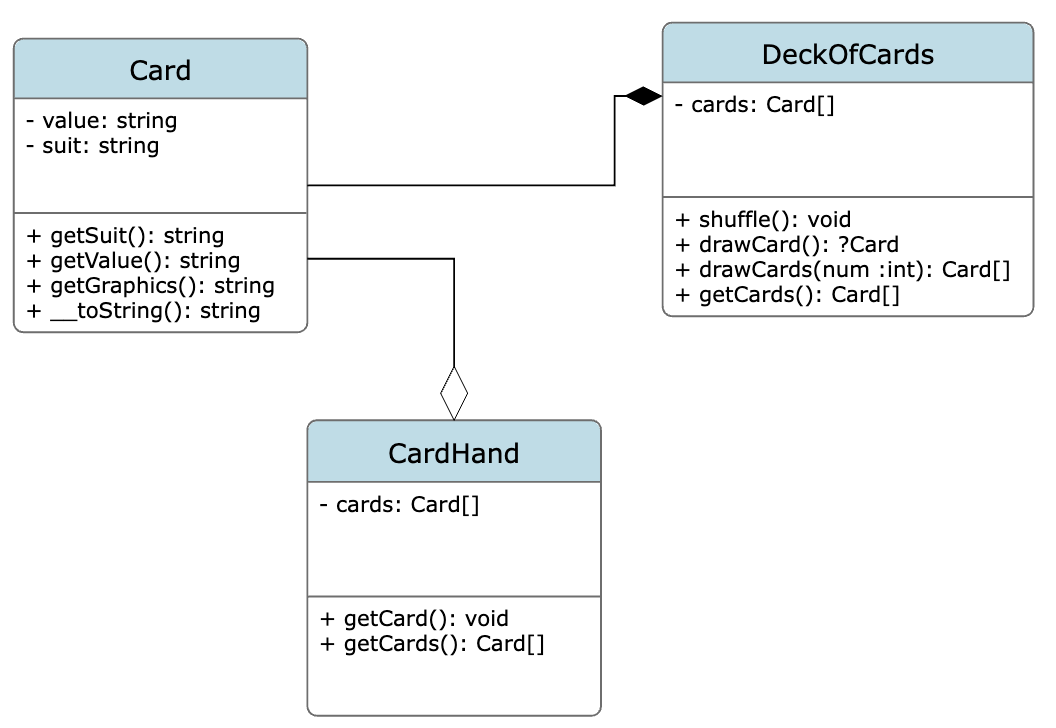 Card
- value: string
- suit: string
+ getSuit(): string
+ getValue(): string
+ getGraphics(): string
+ __toString(): string
DeckOfCards
- cards: Card[]
+ shuffle(): void
+ drawCard(): ?Card
+ drawCards(num :int): Card[]
+ getCards(): Card[]
CardHand
- cards: Card[]
+ getCard(): void
+ getCards(): Card[]